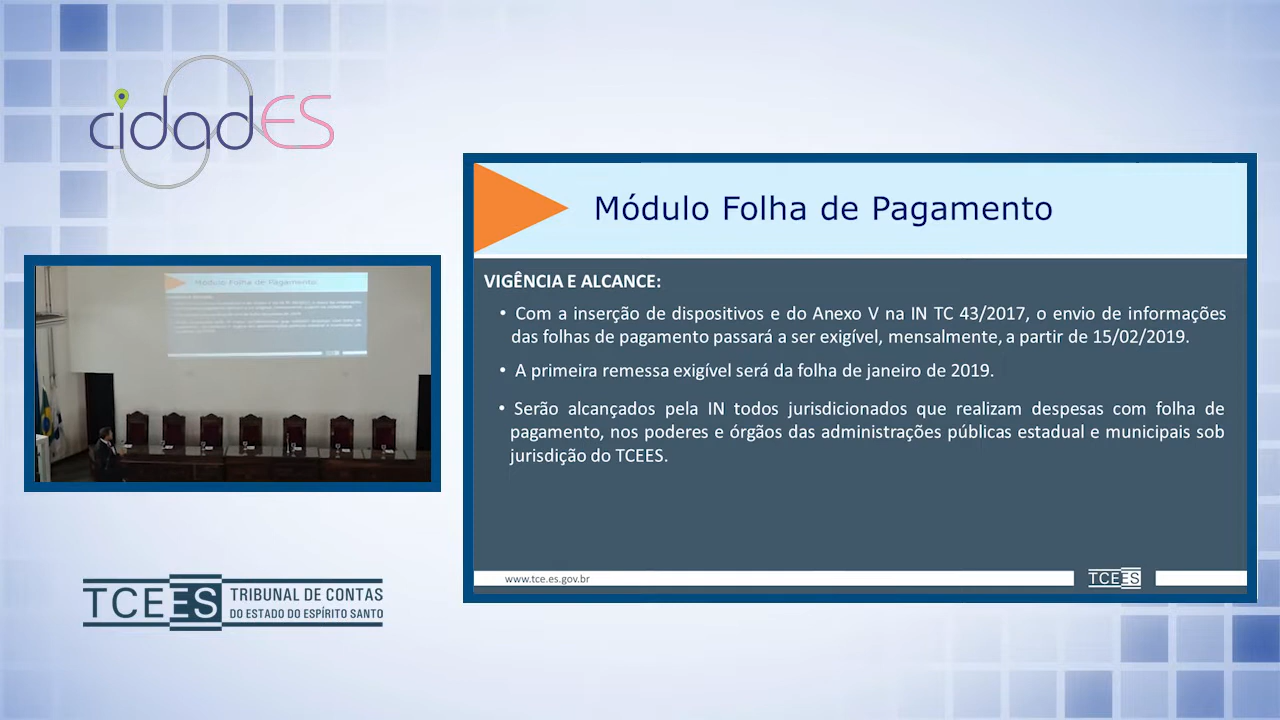 cidadES
Módulo Folha de Pagamento
VIGÊNCIA E ALCANCE:
• Com a inserção de dispositivos e do Anexo V na IN TC 43/2017, o envio de informações
das folhas de pagamento passará a ser exigível, mensalmente, a partir de 15/02/2019.
• A primeira remessa exigível será da folha de janeiro de 2019.
• Serão alcançados pela IN todos jurisdicionados que realizam despesas com folha de
pagamento, nos poderes e órgãos das administrações públicas estadual e municipais sob
jurisdição do TCEES.
www.tce.es.gov.br
TCEES
Módulo Folha de Pagamento
TCEES
TRIBUNAL DE CONTAS
DO ESTADO DO ESPÍRITO SANTO